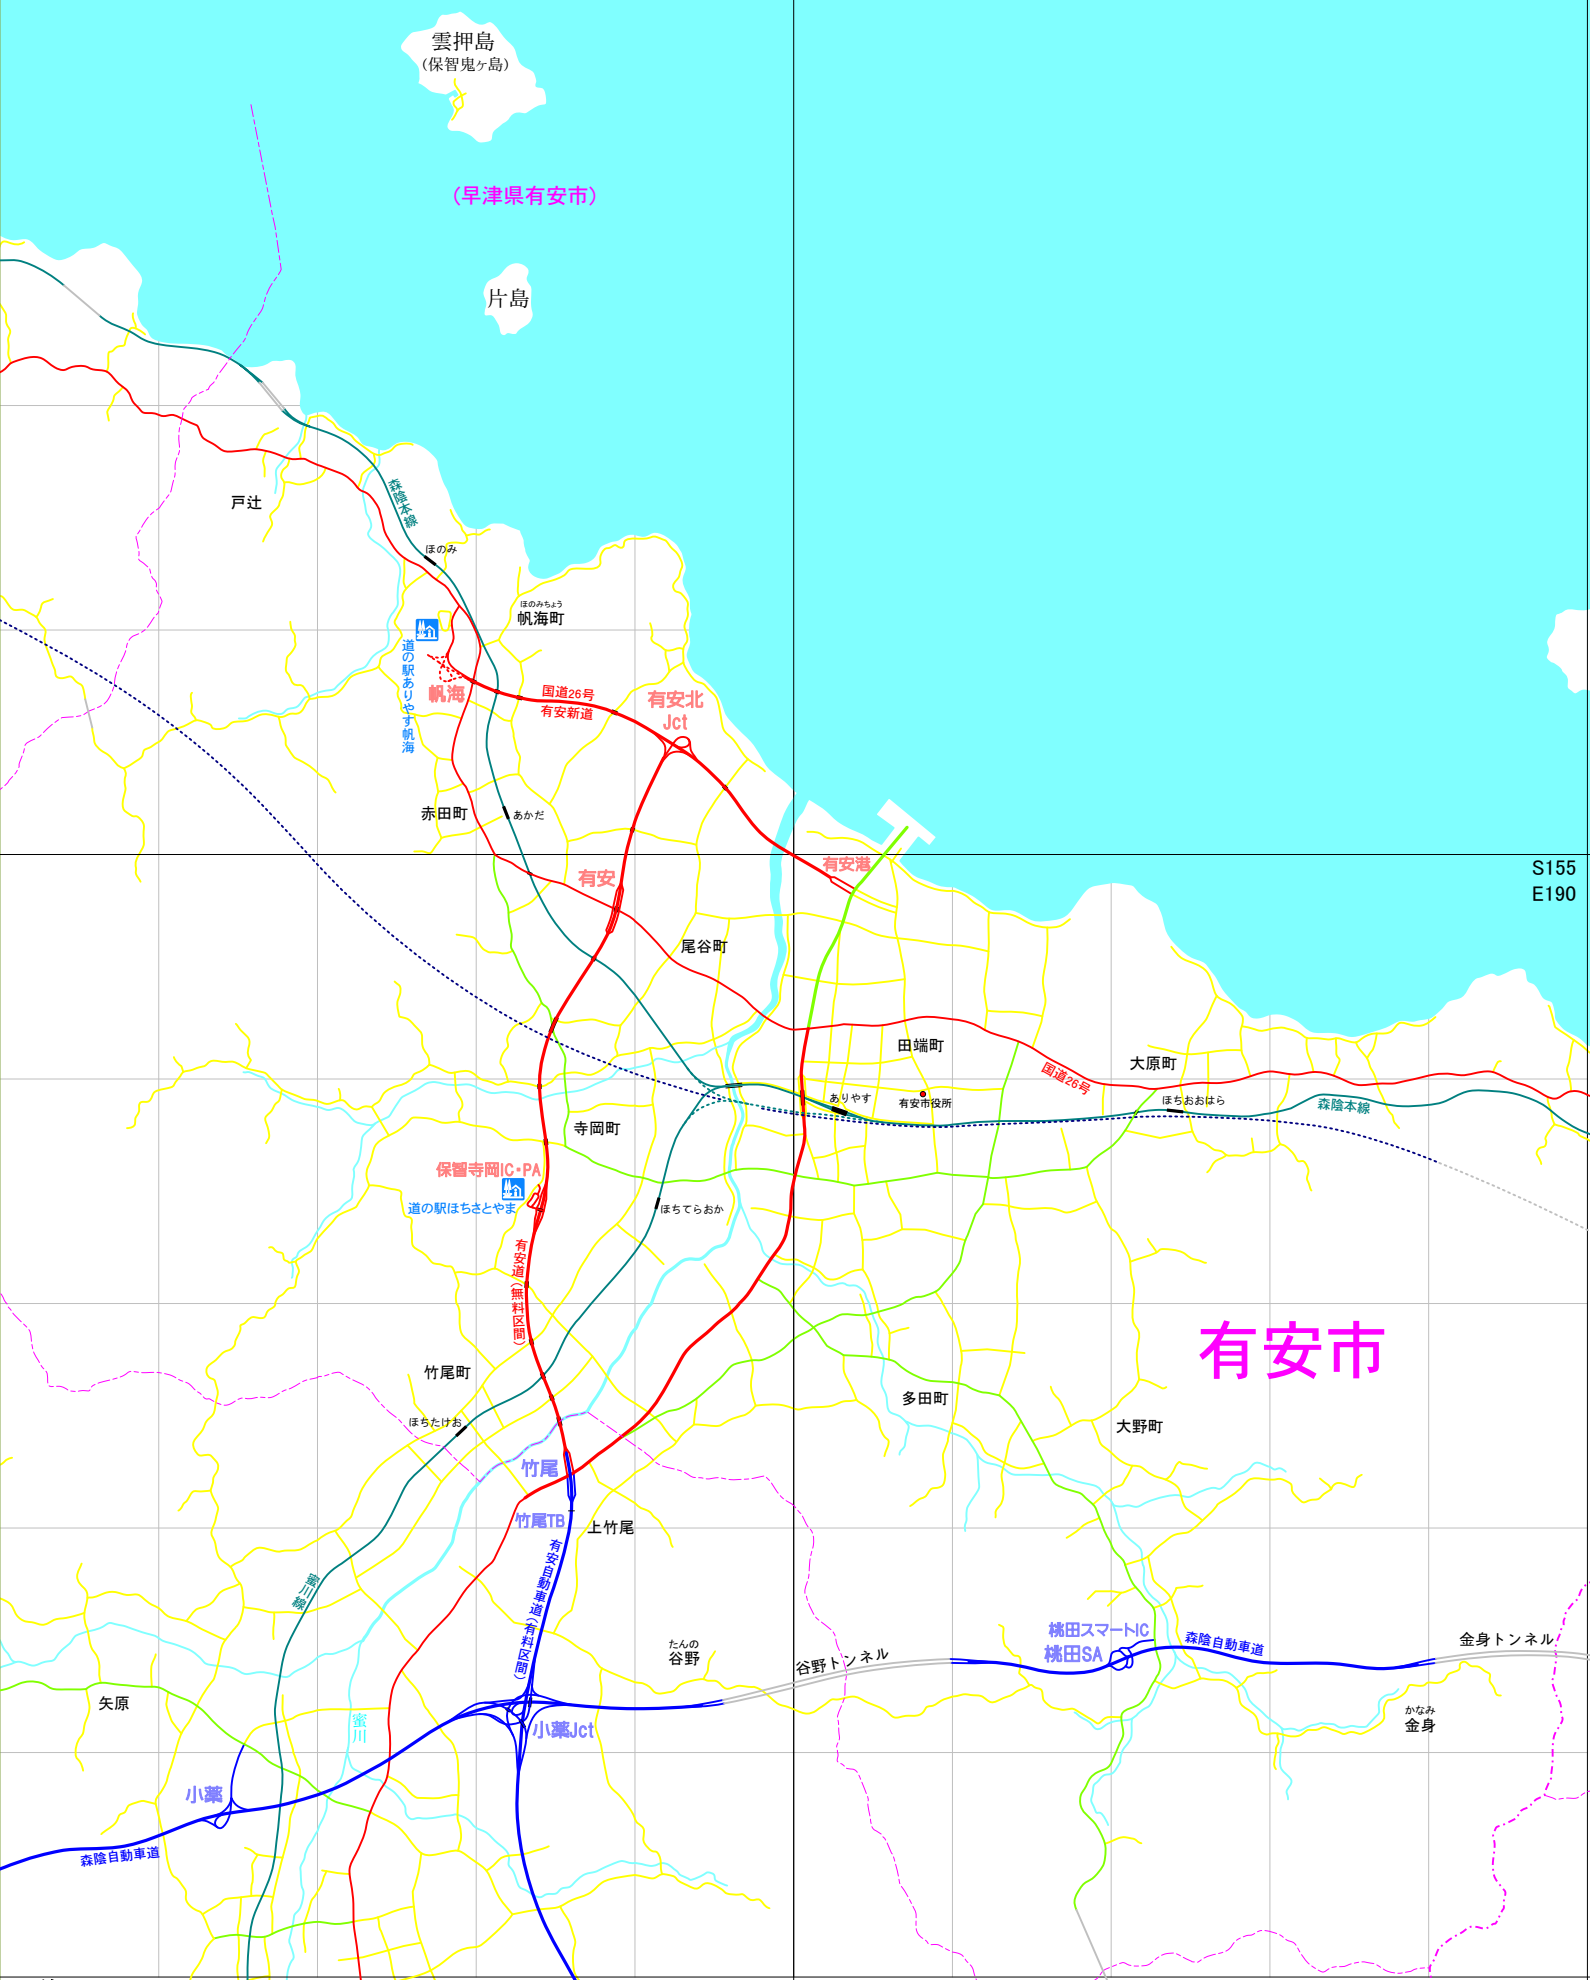 雲押島
（保智鬼ヶ島）
（早津県有安市）
片島
森陰本線
戸辻
ほのみ
ほのみちょう
帆海町
道の駅ありやす帆海
帆海
国道26号
有安新道
有安北
Jct
赤田町
あかだ
有安港
S155
E190
有安
尾谷町
田端町
大原町
国道26号
ありやす
有安市役所
ほちおおはら
森陰本線
寺岡町
保智寺岡IC・PA
道の駅ほちさとやま
ほちてらおか
有安道（無料区間）
有安市
竹尾町
多田町
ほちたけお
大野町
竹尾
竹尾TB
上竹尾
有安自動車道（有料区間）
蜜川線
たんの
谷野
谷野トンネル
桃田スマートIC
桃田SA
森陰自動車道
金身トンネル
矢原
蜜川
小薬Jct
かなみ
金身
小薬
森陰自動車道